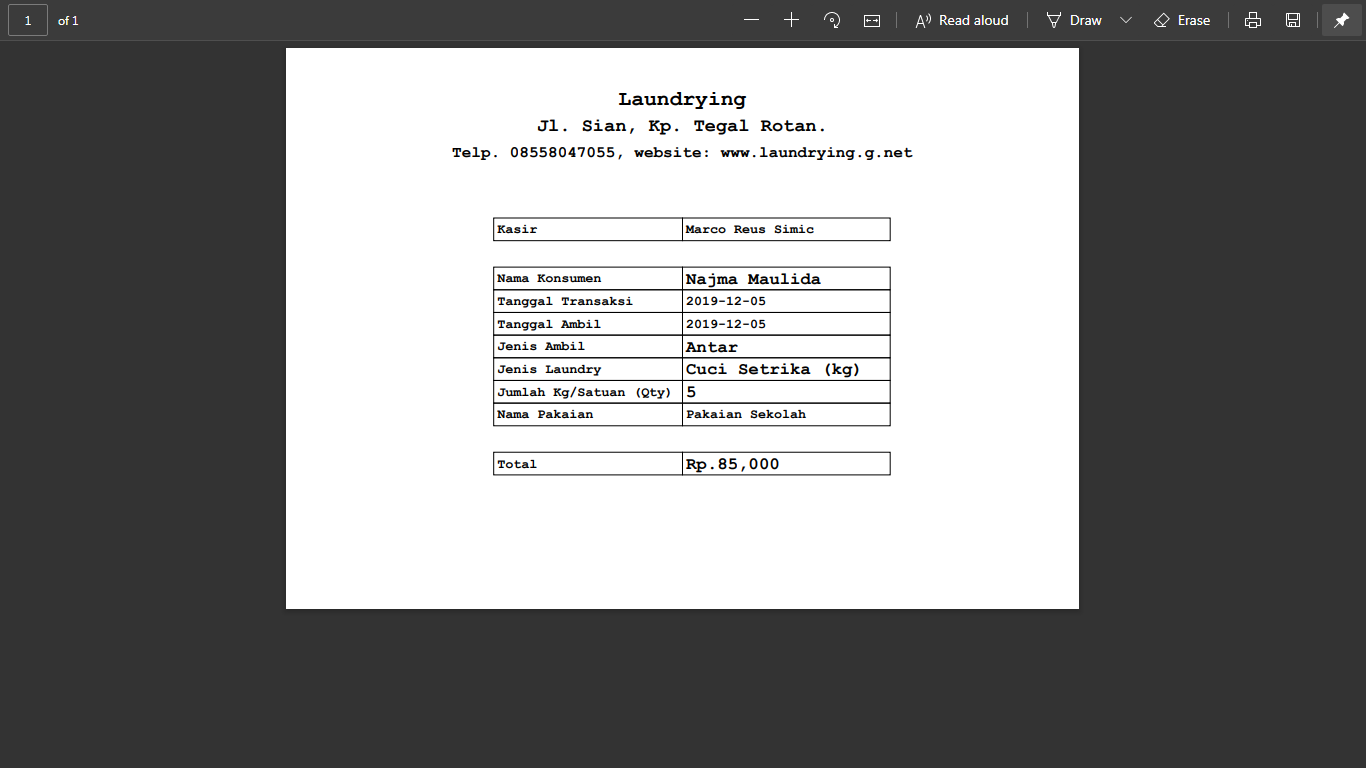 1 of 1 Read aloud Draw Erase
Laundrying
Jl. Sian, Kp. Tegal Rotan.
Telp. 08558047055, website: www.laundrying.g.net
Kasir Marco Reus Simic
Nama Konsumen Najma Maulida
Tanggal Transaksi 2019-12-05
Tanggal Ambil 2019-12-05
Jenis Ambil Antar
Jenis Laundry Cuci Setrika (kg)
Jumlah Kg/Satuan (Qty) 5
Nama Pakaian Pakaian Sekolah
Total Rp.85,000